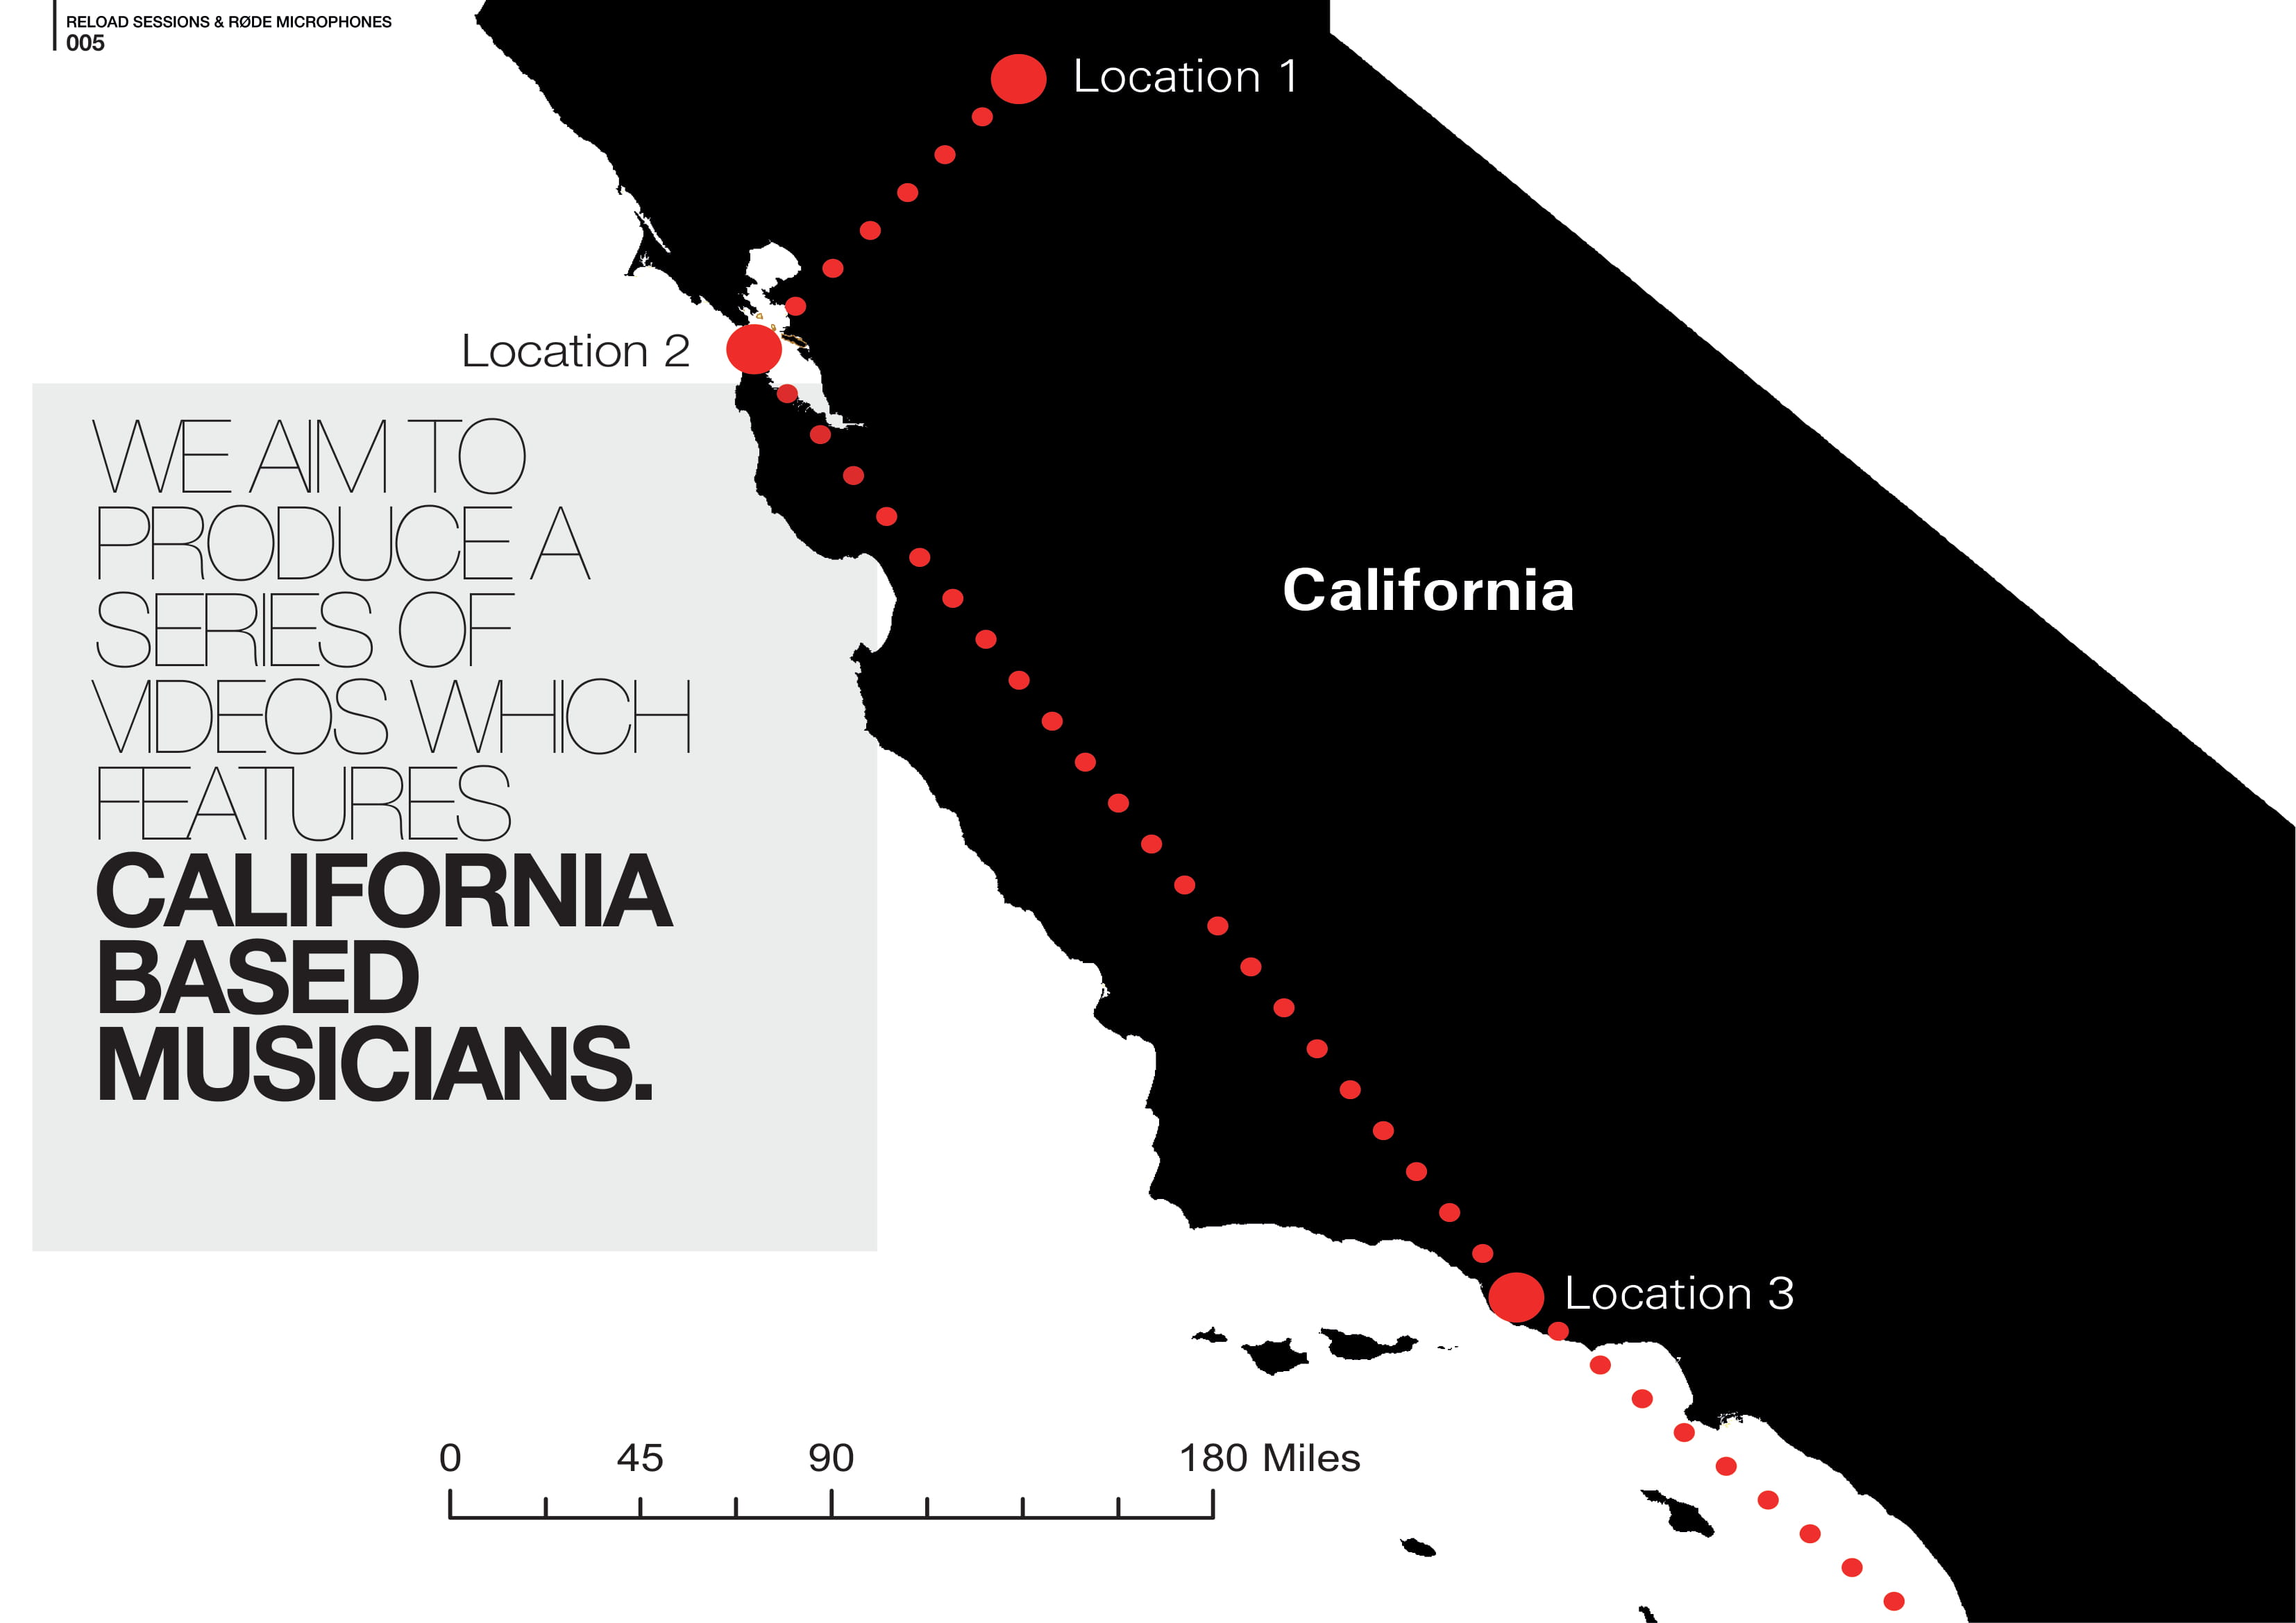 RELOAD SESSIONS & RØDE MICROPHONES
005
Location 1
Location 2
WE AIM TO
PRODUCE A
SERIES OF
VIDEOS WHICH
FEATURES
CALIFORNIA
BASED
MUSICIANS.
California
Location 3
0 45 90 180 Miles